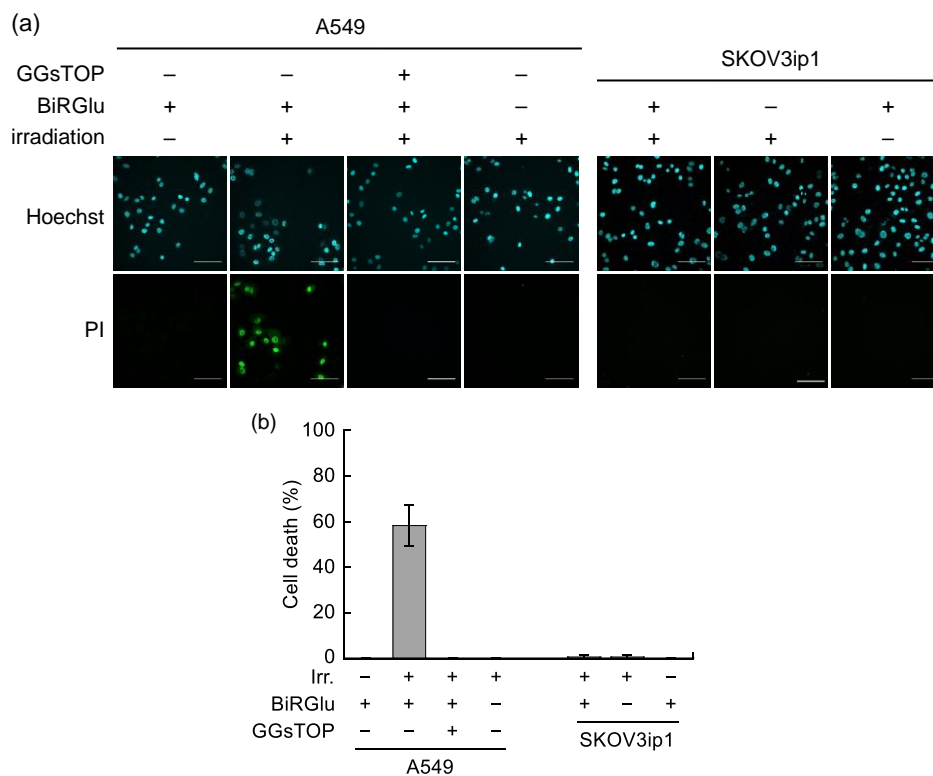 (a)
A549
SKOV3ip1
GGsTOP – – + –
BiRGlu + + + – + – +
irradiation – + + + + + –
Hoechst
PI
(b)
Cell death (%)
100
80
60
40
20
0
Irr. – + + + + + –
BiRGlu + + + – + – +
GGsTOP – – + –
A549
SKOV3ip1